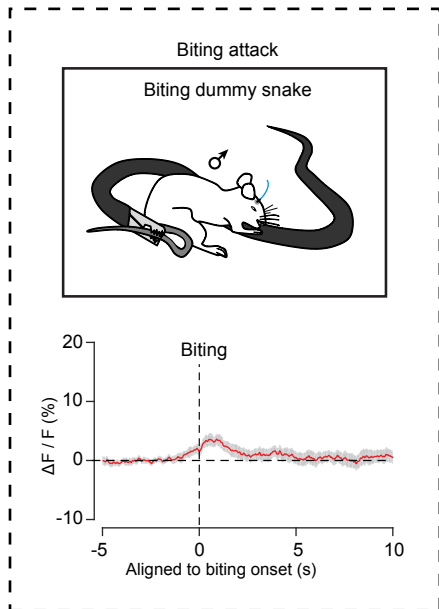 Biting attack
Biting dummy snake
♂
Biting
20
10
0
-10
ΔF / F (%)
-5
0
5
10
Aligned to biting onset (s)